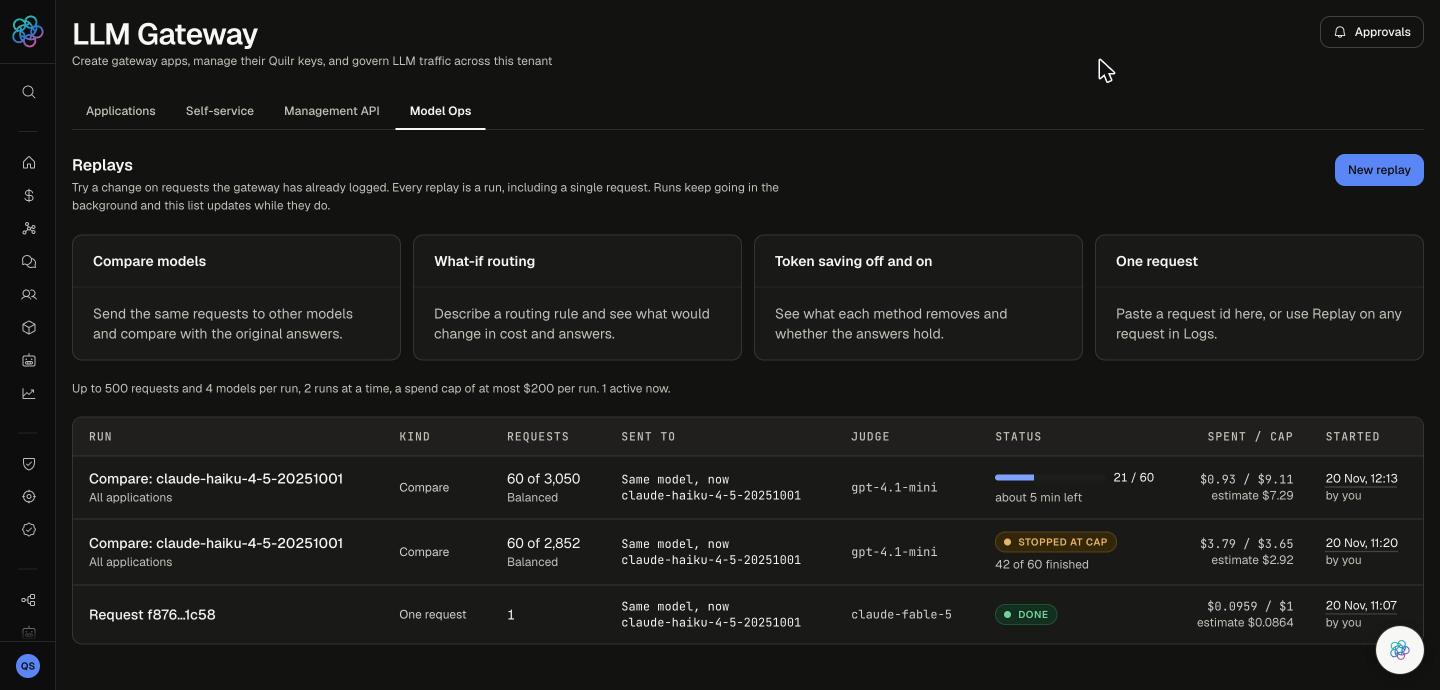 LLM Gateway
Create gateway apps, manage their Quilr keys, and govern LLM traffic across this tenant
Approvals
Applications
Self-service
Management API
Model Ops
Replays
Try a change on requests the gateway has already logged. Every replay is a run, including a single request. Runs keep going in the
background and this list updates while they do.
New replay
Compare models
Send the same requests to other models
and compare with the original answers.
What-if routing
Describe a routing rule and see what would
change in cost and answers.
Token saving off and on
See what each method removes and
whether the answers hold.
One request
Paste a request id here, or use Replay on any
request in Logs.
Up to 500 requests and 4 models per run, 2 runs at a time, a spend cap of at most $200 per run. 1 active now.
RUN KIND REQUESTS SENT TO JUDGE STATUS SPENT / CAP STARTED
Compare: claude-haiku-4-5-20251001
All applications
Compare
60 of 3,050
Balanced
Same model, now
claude-haiku-4-5-20251001
gpt-4.1-mini
21 / 60
about 5 min left
$0.93 / $9.11
estimate $7.29
20 Nov, 12:13
by you
Compare: claude-haiku-4-5-20251001
All applications
Compare
60 of 2,852
Balanced
Same model, now
claude-haiku-4-5-20251001
gpt-4.1-mini
STOPPED AT CAP
42 of 60 finished
$3.79 / $3.65
estimate $2.92
20 Nov, 11:20
by you
Request f876…1c58
One request
1
Same model, now
claude-haiku-4-5-20251001
claude-fable-5
DONE
$0.0959 / $1
estimate $0.0864
20 Nov, 11:07
by you
QS